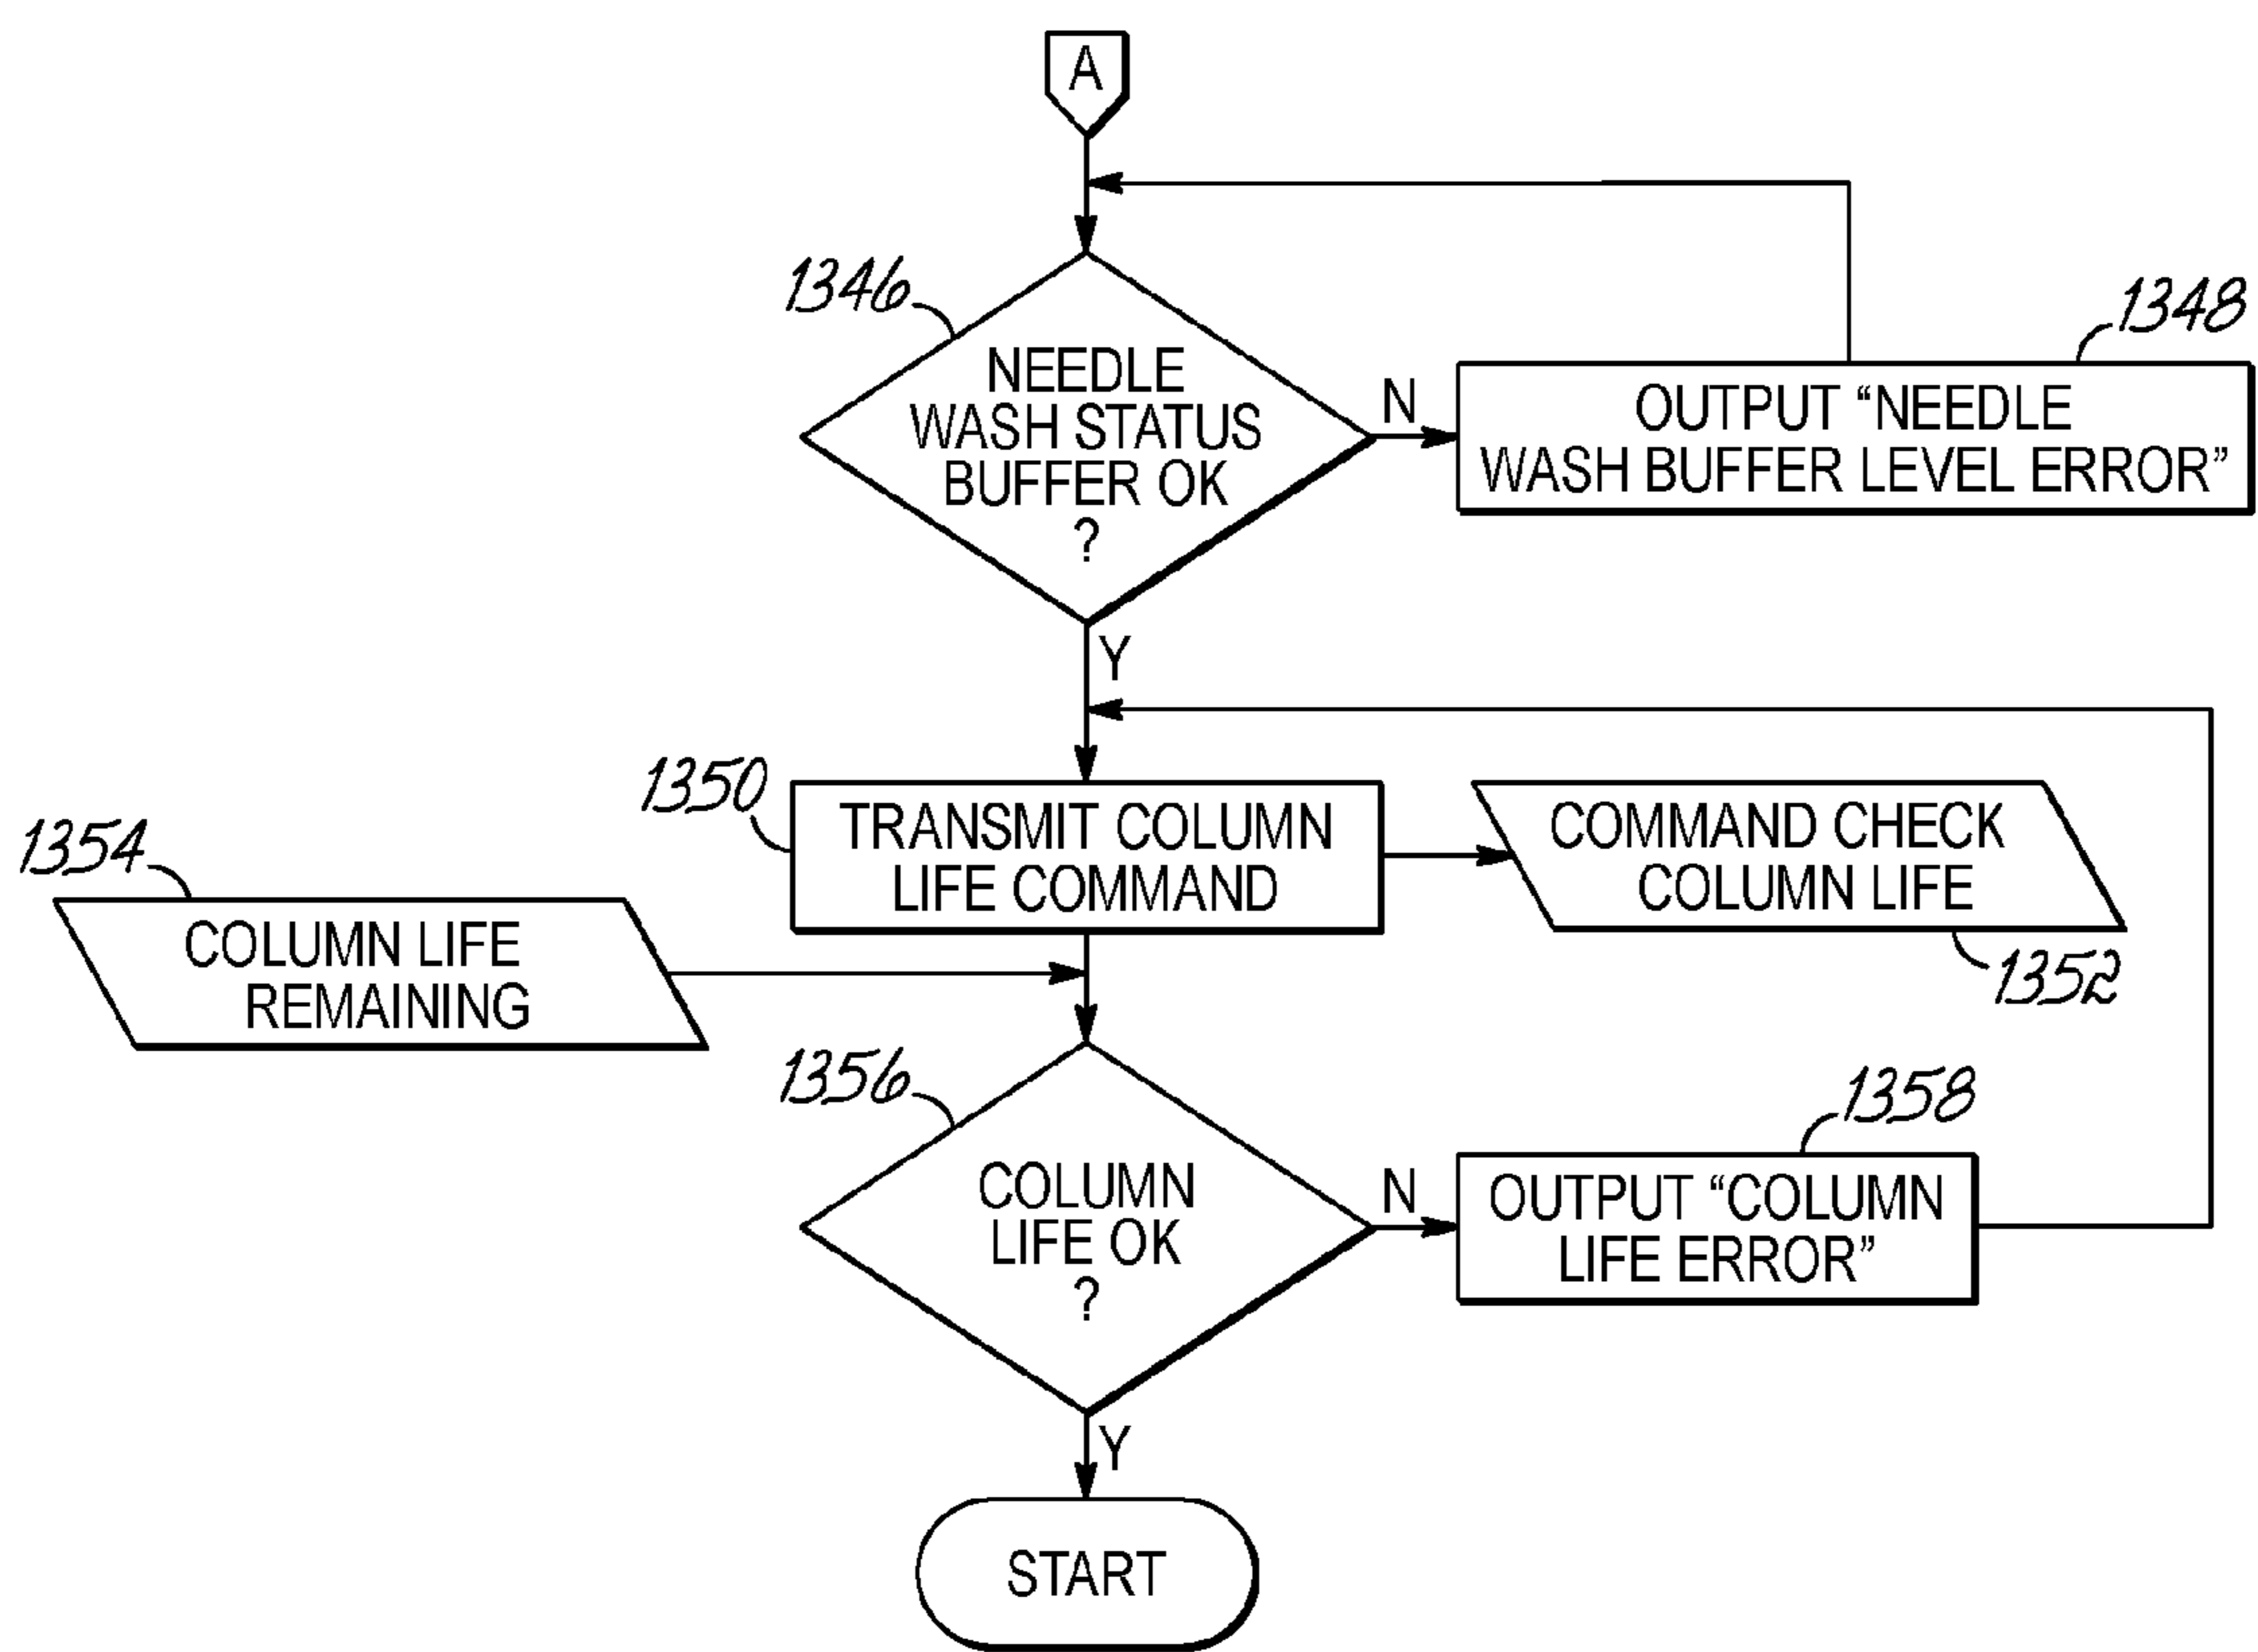 A
1346
NEEDLE
WASH STATUS
BUFFER OK
?
N
1348
OUTPUT “NEEDLE
WASH BUFFER LEVEL ERROR”
Y
1350
TRANSMIT COLUMN
LIFE COMMAND
COMMAND CHECK
COLUMN LIFE
1352
1354
COLUMN LIFE
REMAINING
1356
COLUMN
LIFE OK
?
N
1358
OUTPUT “COLUMN
LIFE ERROR”
Y
START